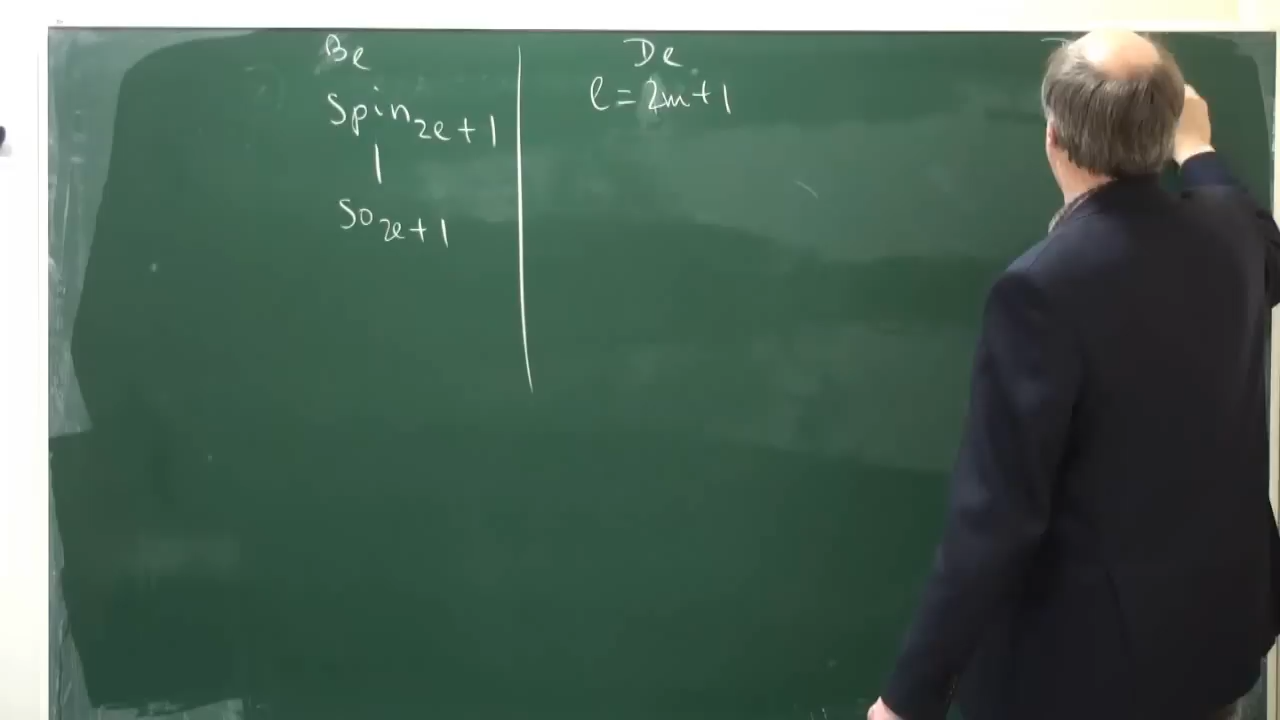 Bℓ
Spin2ℓ+1
|
SO2ℓ+1
Dℓ
ℓ=2m+1